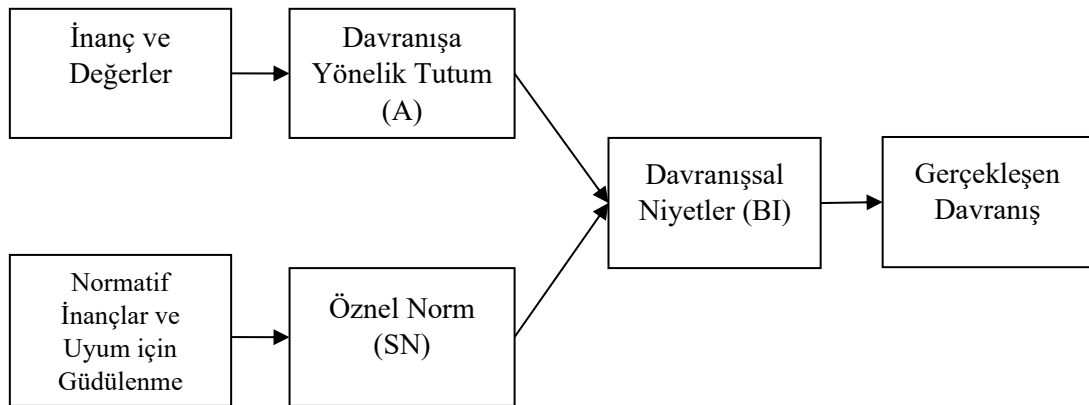 İnanç ve
Değerler
Davranışa
Yönelik Tutum
(A)
Davranışsal
Niyetler (BI)
Gerçekleşen
Davranış
Normatif
İnançlar ve
Uyum için
Güdülenme
Öznel Norm
(SN)